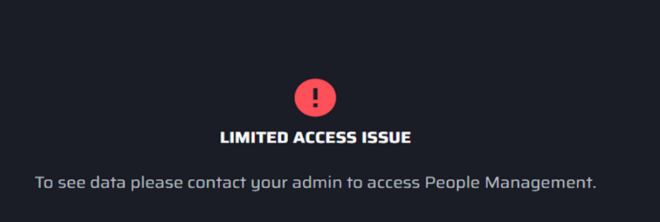 LIMITED ACCESS ISSUE
To see data please contact your admin to access People Management.